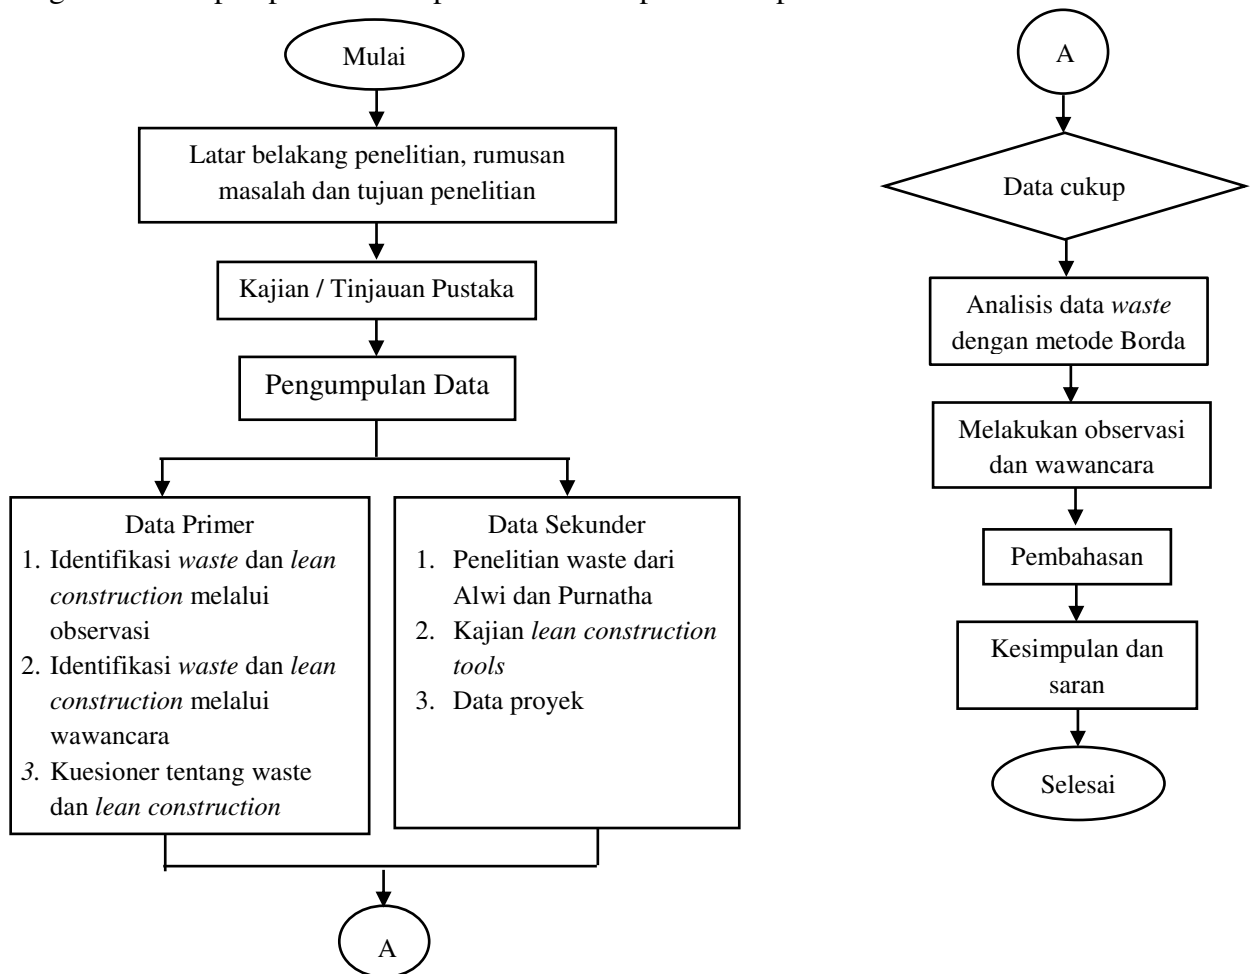 Mulai
Latar belakang penelitian, rumusan
masalah dan tujuan penelitian
Kajian / Tinjauan Pustaka
Pengumpulan Data
Data Primer
1. Identifikasi waste dan lean
construction melalui
observasi
2. Identifikasi waste dan lean
construction melalui
wawancara
3. Kuesioner tentang waste
dan lean construction
Data Sekunder
1. Penelitian waste dari
Alwi dan Purnatha
2. Kajian lean construction
tools
3. Data proyek
A
A
Data cukup
Analisis data waste
dengan metode Borda
Melakukan observasi
dan wawancara
Pembahasan
Kesimpulan dan
saran
Selesai